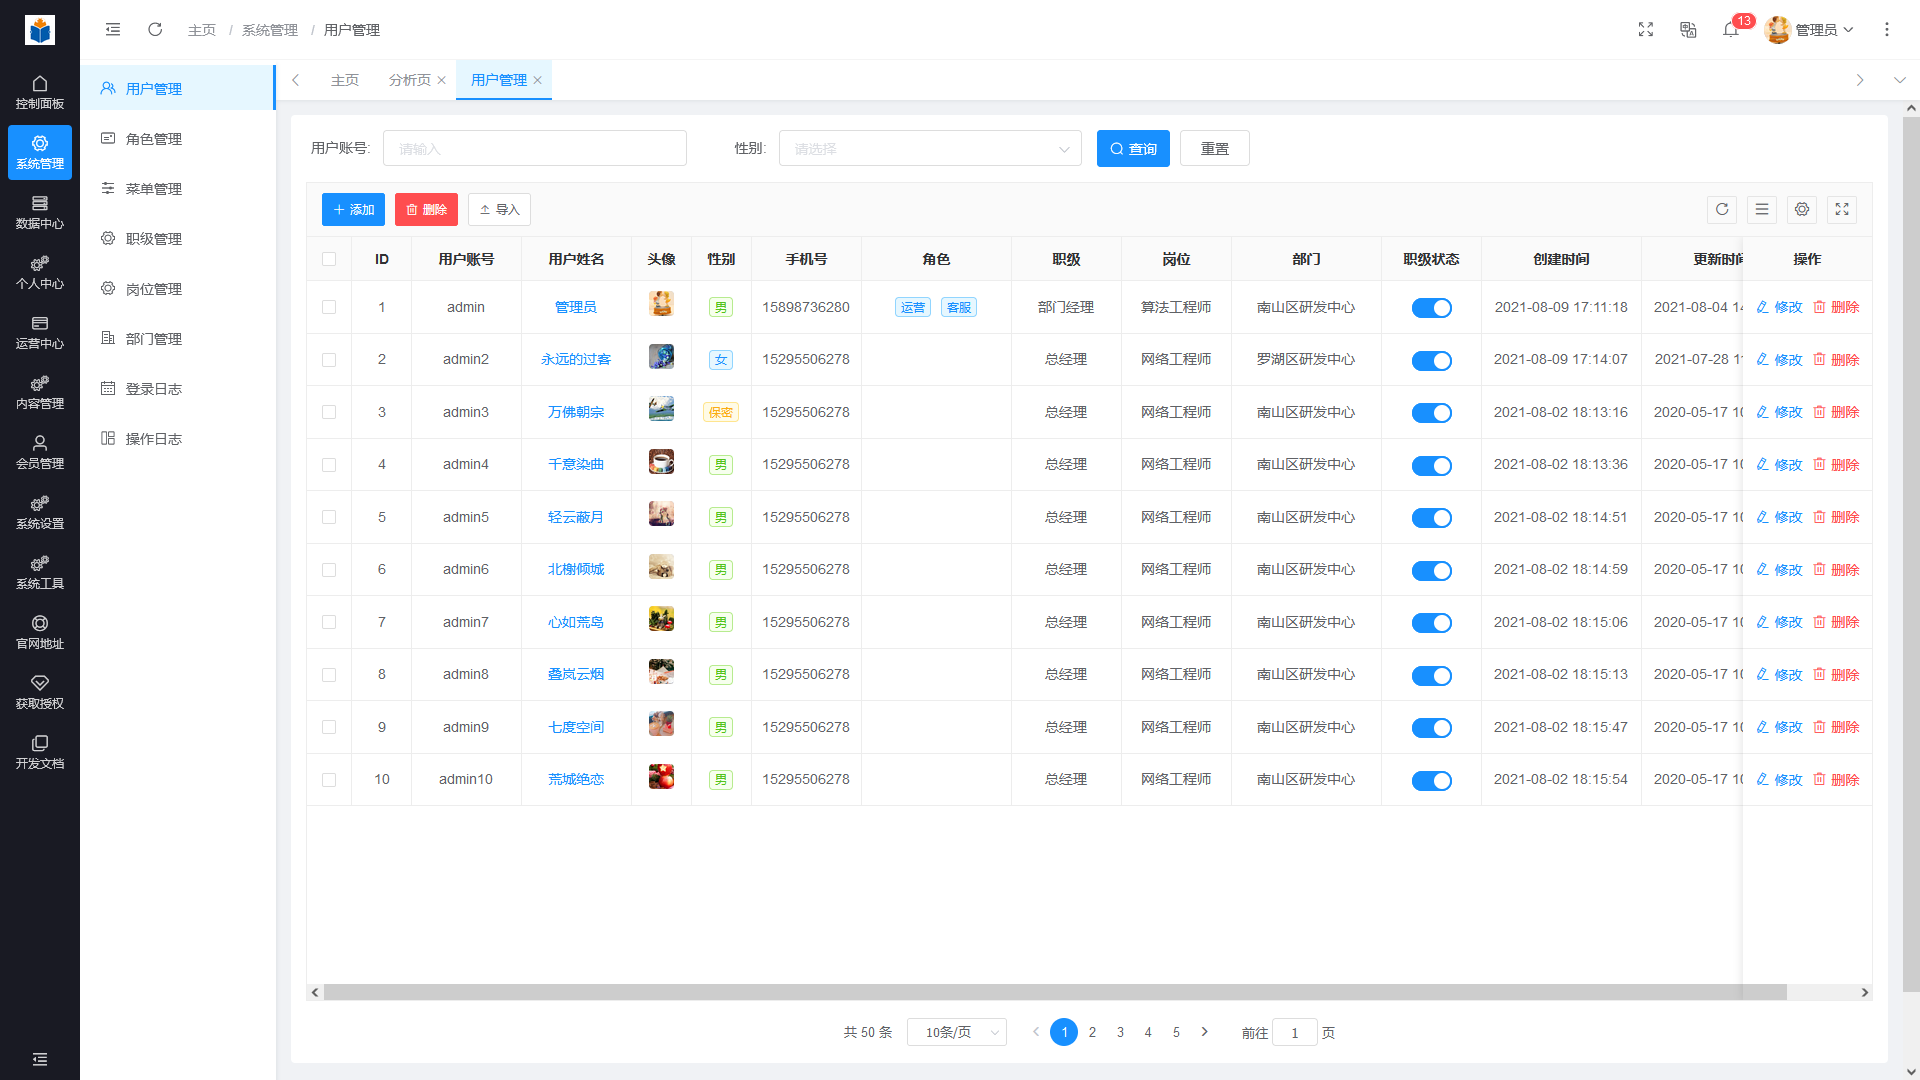 主页 / 系统管理 / 用户管理
13
管理员
控制面板
系统管理
数据中心
个人中心
运营中心
内容管理
会员管理
系统设置
系统工具
官网地址
获取授权
开发文档
用户管理
角色管理
菜单管理
职级管理
岗位管理
部门管理
登录日志
操作日志
主页 分析页 用户管理
用户账号: 请输入 性别: 请选择 查询 重置
添加 删除 导入
ID 用户账号 用户姓名 头像 性别 手机号 角色 职级 岗位 部门 职级状态 创建时间 更新时间 操作
1 admin 管理员 男 15898736280 运营 客服 部门经理 算法工程师 南山区研发中心 2021-08-09 17:11:18 2021-08-04 14 修改 删除
2 admin2 永远的过客 女 15295506278 总经理 网络工程师 罗湖区研发中心 2021-08-09 17:14:07 2021-07-28 11 修改 删除
3 admin3 万佛朝宗 保密 15295506278 总经理 网络工程师 南山区研发中心 2021-08-02 18:13:16 2020-05-17 10 修改 删除
4 admin4 千意染曲 男 15295506278 总经理 网络工程师 南山区研发中心 2021-08-02 18:13:36 2020-05-17 10 修改 删除
5 admin5 轻云蔽月 男 15295506278 总经理 网络工程师 南山区研发中心 2021-08-02 18:14:51 2020-05-17 10 修改 删除
6 admin6 北榭倾城 男 15295506278 总经理 网络工程师 南山区研发中心 2021-08-02 18:14:59 2020-05-17 10 修改 删除
7 admin7 心如荒岛 男 15295506278 总经理 网络工程师 南山区研发中心 2021-08-02 18:15:06 2020-05-17 10 修改 删除
8 admin8 叠岚云烟 男 15295506278 总经理 网络工程师 南山区研发中心 2021-08-02 18:15:13 2020-05-17 10 修改 删除
9 admin9 七度空间 男 15295506278 总经理 网络工程师 南山区研发中心 2021-08-02 18:15:47 2020-05-17 10 修改 删除
10 admin10 荒城绝恋 男 15295506278 总经理 网络工程师 南山区研发中心 2021-08-02 18:15:54 2020-05-17 10 修改 删除
共 50 条 10条/页 1 2 3 4 5 前往 1 页